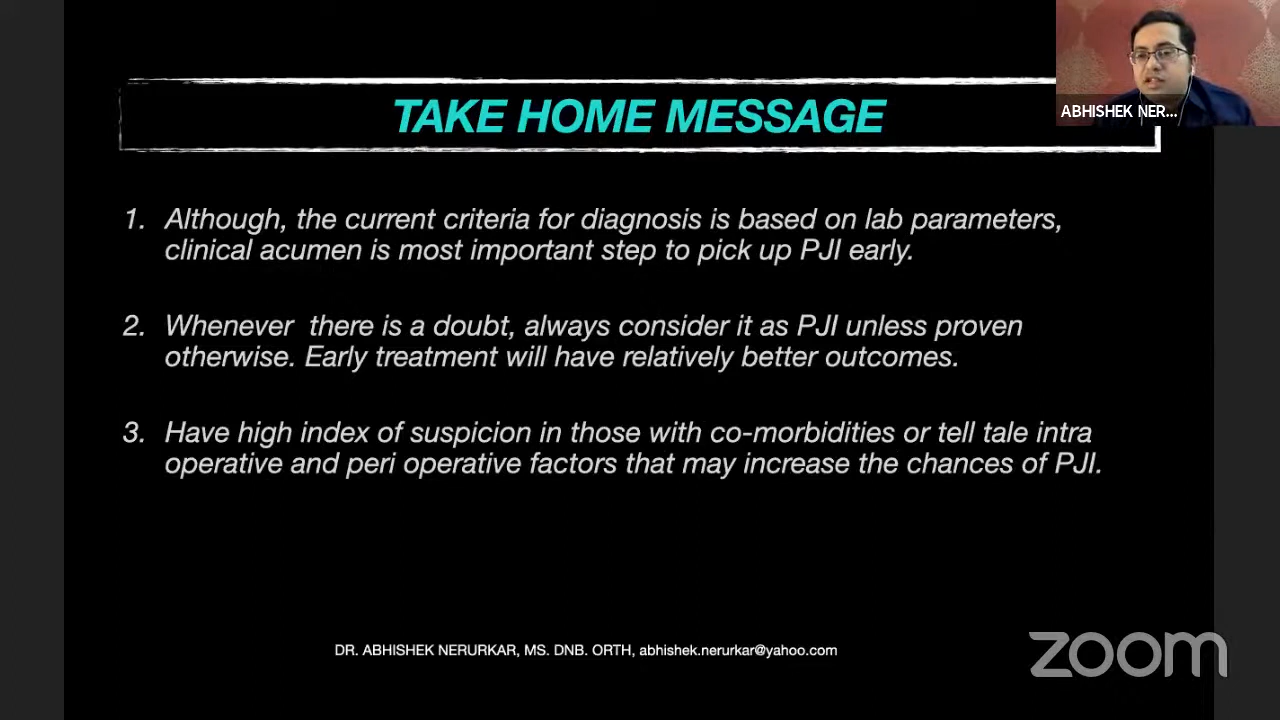 TAKE HOME MESSAGE
ABHISHEK NER...
1. Although, the current criteria for diagnosis is based on lab parameters,
clinical acumen is most important step to pick up PJI early.
2. Whenever there is a doubt, always consider it as PJI unless proven
otherwise. Early treatment will have relatively better outcomes.
3. Have high index of suspicion in those with co-morbidities or tell tale intra
operative and peri operative factors that may increase the chances of PJI.
DR. ABHISHEK NERURKAR, MS. DNB. ORTH, abhishek.nerurkar@yahoo.com
zoom